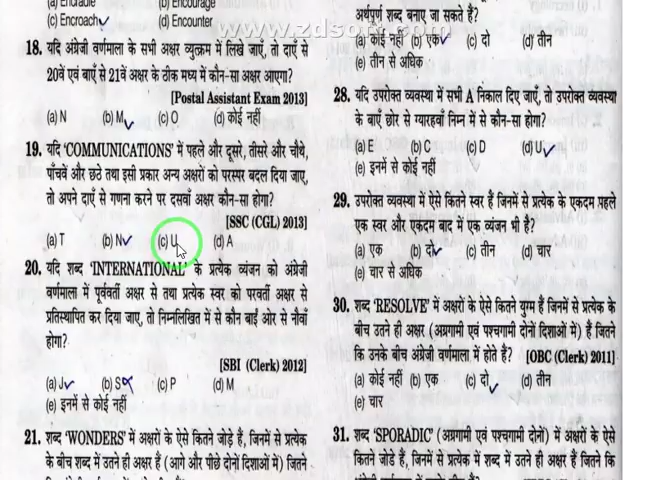 (a) Encradle (b) Encourage
(c) Encroach (d) Encounter
18. यदि अंग्रेजी वर्णमाला के सभी अक्षर व्युत्क्रम में लिखे जाएँ, तो दाएँ से
20वें एवं बाएँ से 21वें अक्षर के ठीक मध्य में कौन-सा अक्षर आएगा?
[Postal Assistant Exam 2013]
(a) N (b) M (c) O (d) कोई नहीं
19. यदि 'COMMUNICATIONS' में पहले और दूसरे, तीसरे और चौथे,
पाँचवें और छठे तथा इसी प्रकार अन्य अक्षरों को परस्पर बदल दिया जाए,
तो अपने दाएँ से गणना करने पर दसवाँ अक्षर कौन-सा होगा?
[SSC (CGL) 2013]
(a) T (b) N (c) U (d) A
20. यदि शब्द 'INTERNATIONAL' के प्रत्येक व्यंजन को अंग्रेजी
वर्णमाला में पूर्ववर्ती अक्षर से तथा प्रत्येक स्वर को परवर्ती अक्षर से
प्रतिस्थापित कर दिया जाए, तो निम्नलिखित में से कौन बाईं ओर से नौवाँ
होगा?
[SBI (Clerk) 2012]
(a) J (b) S (c) P (d) M
(e) इनमें से कोई नहीं
21. शब्द 'WONDERS' में अक्षरों के ऐसे कितने जोड़े हैं, जिनमें से प्रत्येक
के बीच शब्द में उतने ही अक्षर हैं (आगे और पीछे दोनों दिशाओं में) जितने
www.zdsoft.com
अर्थपूर्ण शब्द बनाए जा सकते हैं?
(a) कोई नहीं (b) एक (c) दो (d) तीन
(e) तीन से अधिक
28. यदि उपरोक्त व्यवस्था में सभी A निकाल दिए जाएँ, तो उपरोक्त व्यवस्था
के बाएँ छोर से ग्यारहवाँ निम्न में से कौन-सा होगा?
(a) E (b) C (c) D (d) U
(e) इनमें से कोई नहीं
29. उपरोक्त व्यवस्था में ऐसे कितने स्वर हैं जिनमें से प्रत्येक के एकदम पहले
एक स्वर और एकदम बाद में एक व्यंजन भी है?
(a) एक (b) दो (c) तीन (d) चार
(e) चार से अधिक
30. शब्द 'RESOLVE' में अक्षरों के ऐसे कितने युग्म हैं जिनमें से प्रत्येक के
बीच उतने ही अक्षर (अग्रगामी एवं पश्चगामी दोनों दिशाओं में) हैं जितने
कि उनके बीच अंग्रेजी वर्णमाला में होते हैं? [OBC (Clerk) 2011]
(a) कोई नहीं (b) एक (c) दो (d) तीन
(e) चार
31. शब्द 'SPORADIC' (अग्रगामी एवं पश्चगामी दोनों) में अक्षरों के ऐसे
कितने जोड़े हैं, जिनमें से प्रत्येक में शब्द में उतने ही अक्षर हैं जितने कि